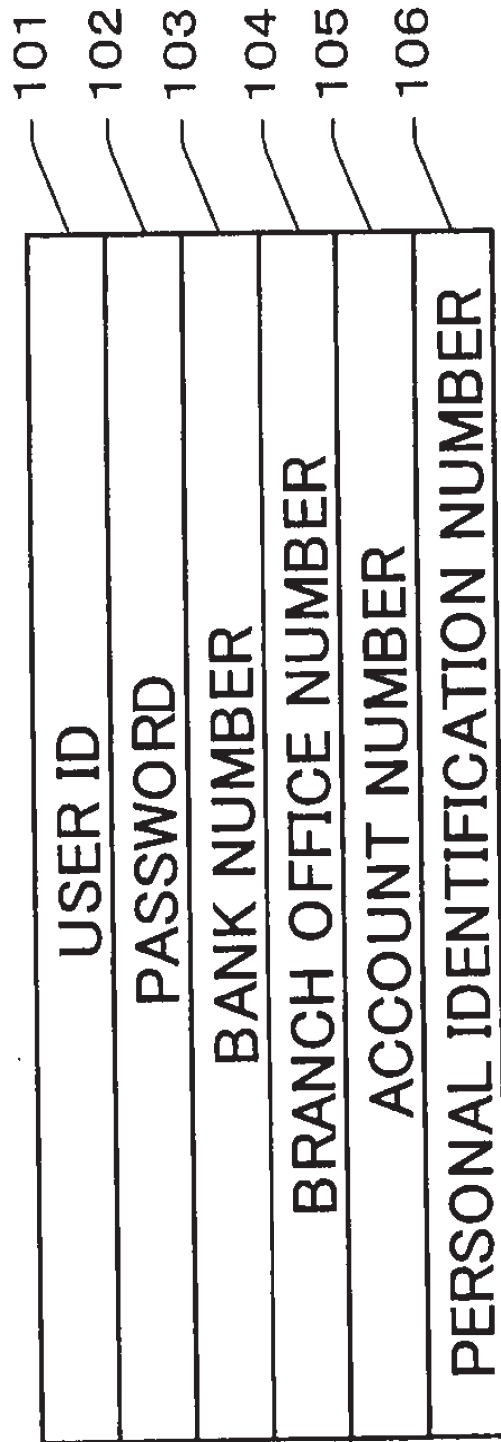 USER ID 101
PASSWORD 102
BANK NUMBER 103
BRANCH OFFICE NUMBER 104
ACCOUNT NUMBER 105
PERSONAL IDENTIFICATION NUMBER 106